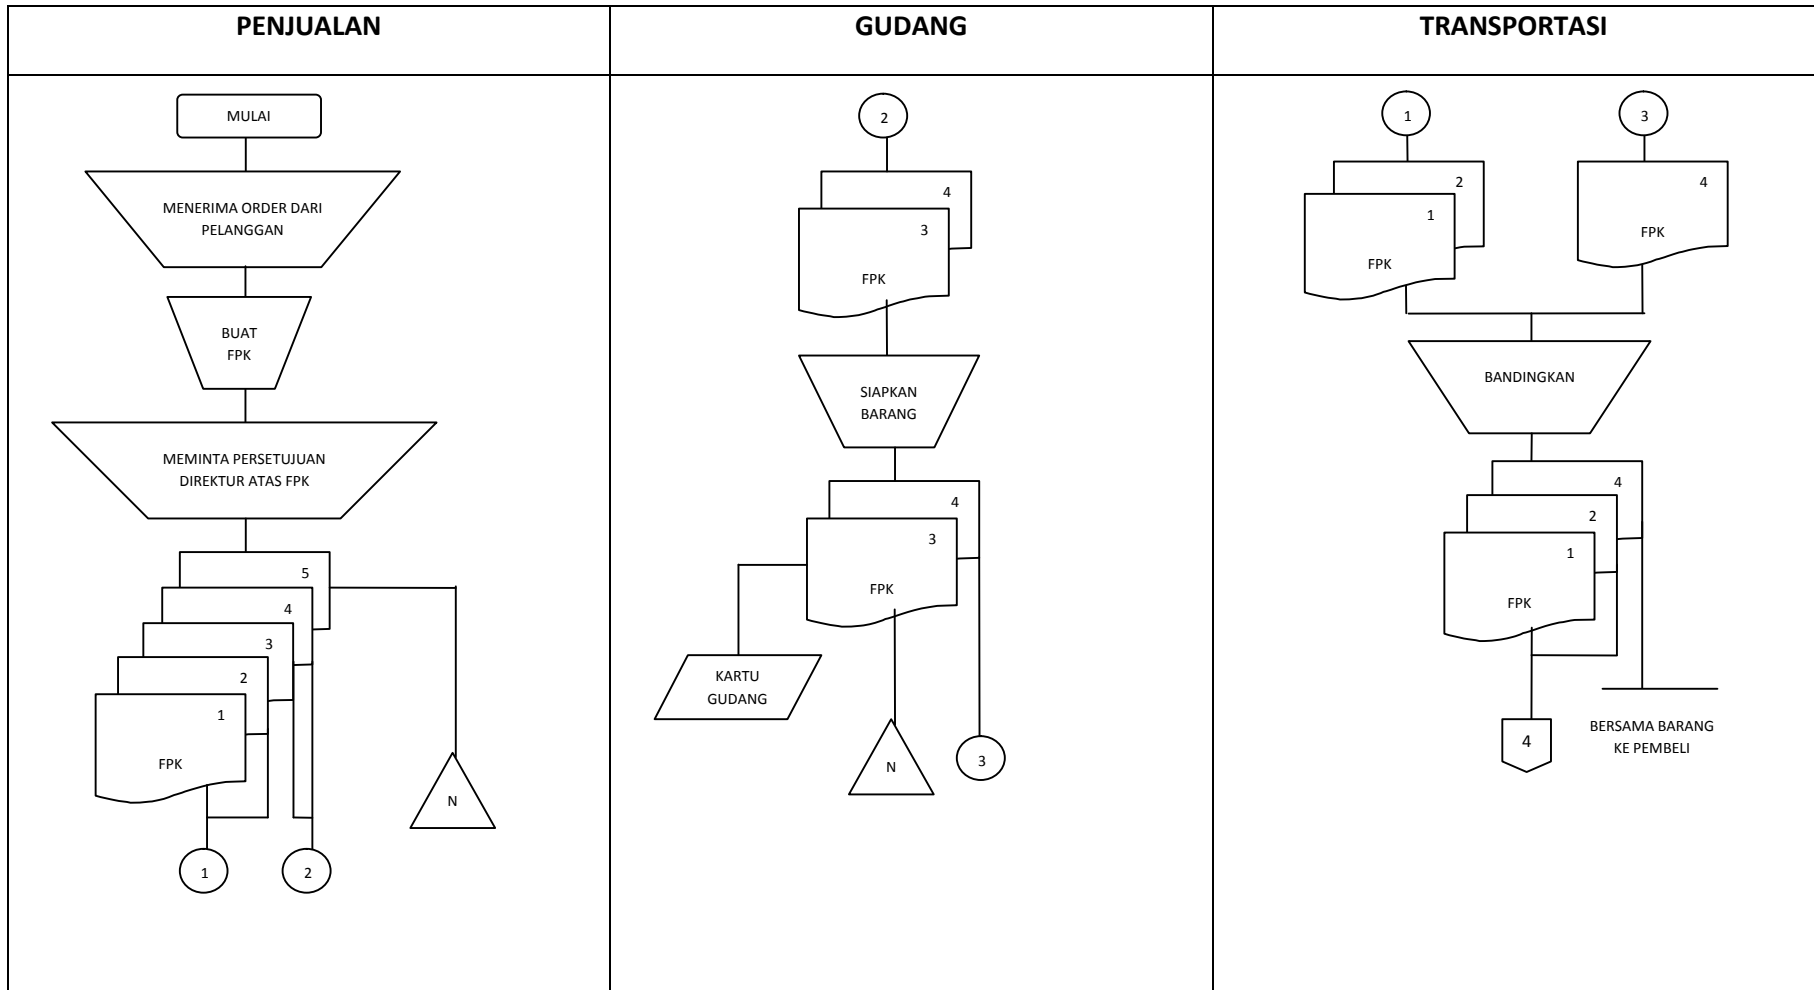 PENJUALAN
GUDANG
TRANSPORTASI
MULAI
MENERIMA ORDER DARI
PELANGGAN
BUAT
FPK
MEMINTA PERSETUJUAN
DIREKTUR ATAS FPK
5
4
3
2
1
FPK
N
1
2
2
4
3
FPK
SIAPKAN
BARANG
4
3
FPK
KARTU
GUDANG
N
3
1
3
2
1
FPK
4
FPK
BANDINGKAN
4
2
1
FPK
4
BERSAMA BARANG
KE PEMBELI